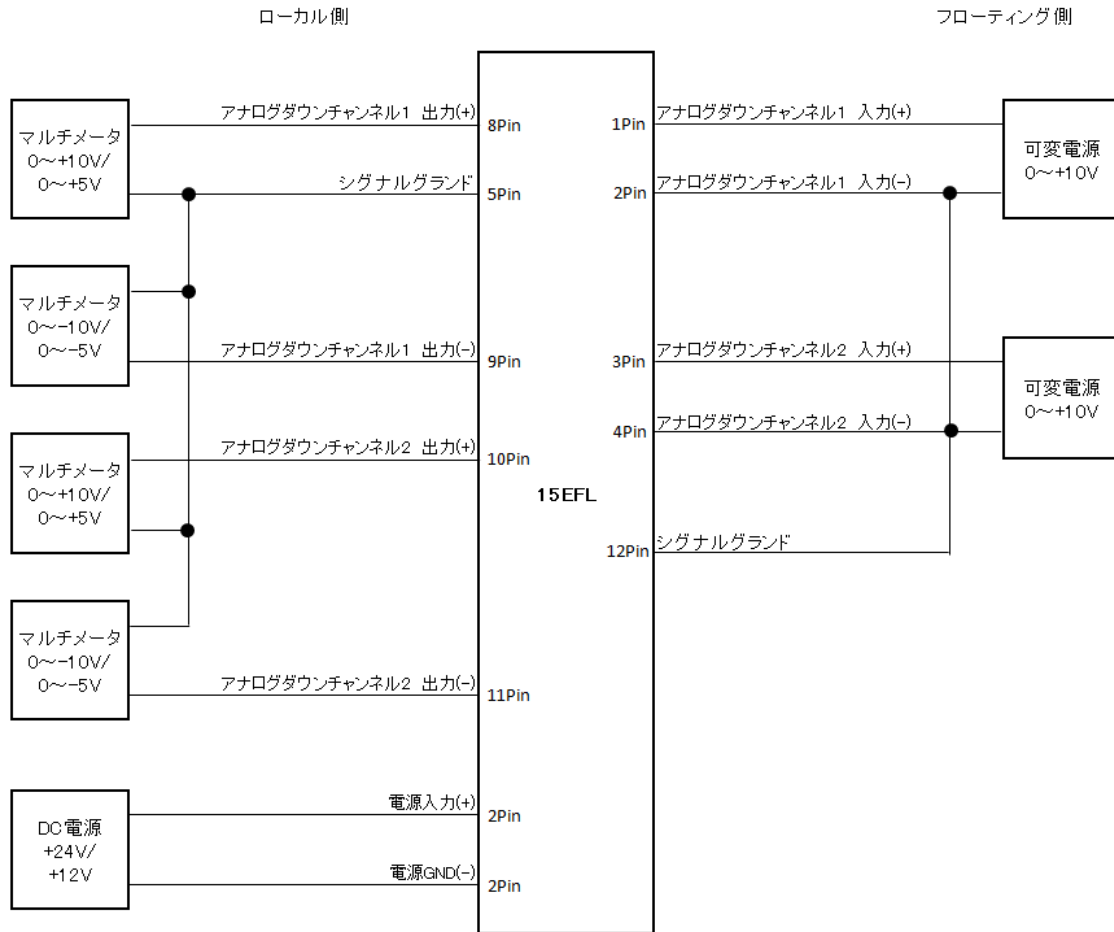 ローカル側
フローティング側
マルチメータ
0～+10V/
0～+5V
アナログダウンチャンネル1 出力(+)
8Pin
シグナルグランド
5Pin
マルチメータ
0～-10V/
0～-5V
アナログダウンチャンネル1 出力(-)
9Pin
マルチメータ
0～+10V/
0～+5V
アナログダウンチャンネル2 出力(+)
10Pin
マルチメータ
0～-10V/
0～-5V
アナログダウンチャンネル2 出力(-)
11Pin
DC電源
+24V/
+12V
電源入力(+)
2Pin
電源GND(-)
2Pin
15EFL
1Pin
アナログダウンチャンネル1 入力(+)
2Pin
アナログダウンチャンネル1 入力(-)
可変電源
0～+10V
3Pin
アナログダウンチャンネル2 入力(+)
4Pin
アナログダウンチャンネル2 入力(-)
可変電源
0～+10V
12Pin
シグナルグランド